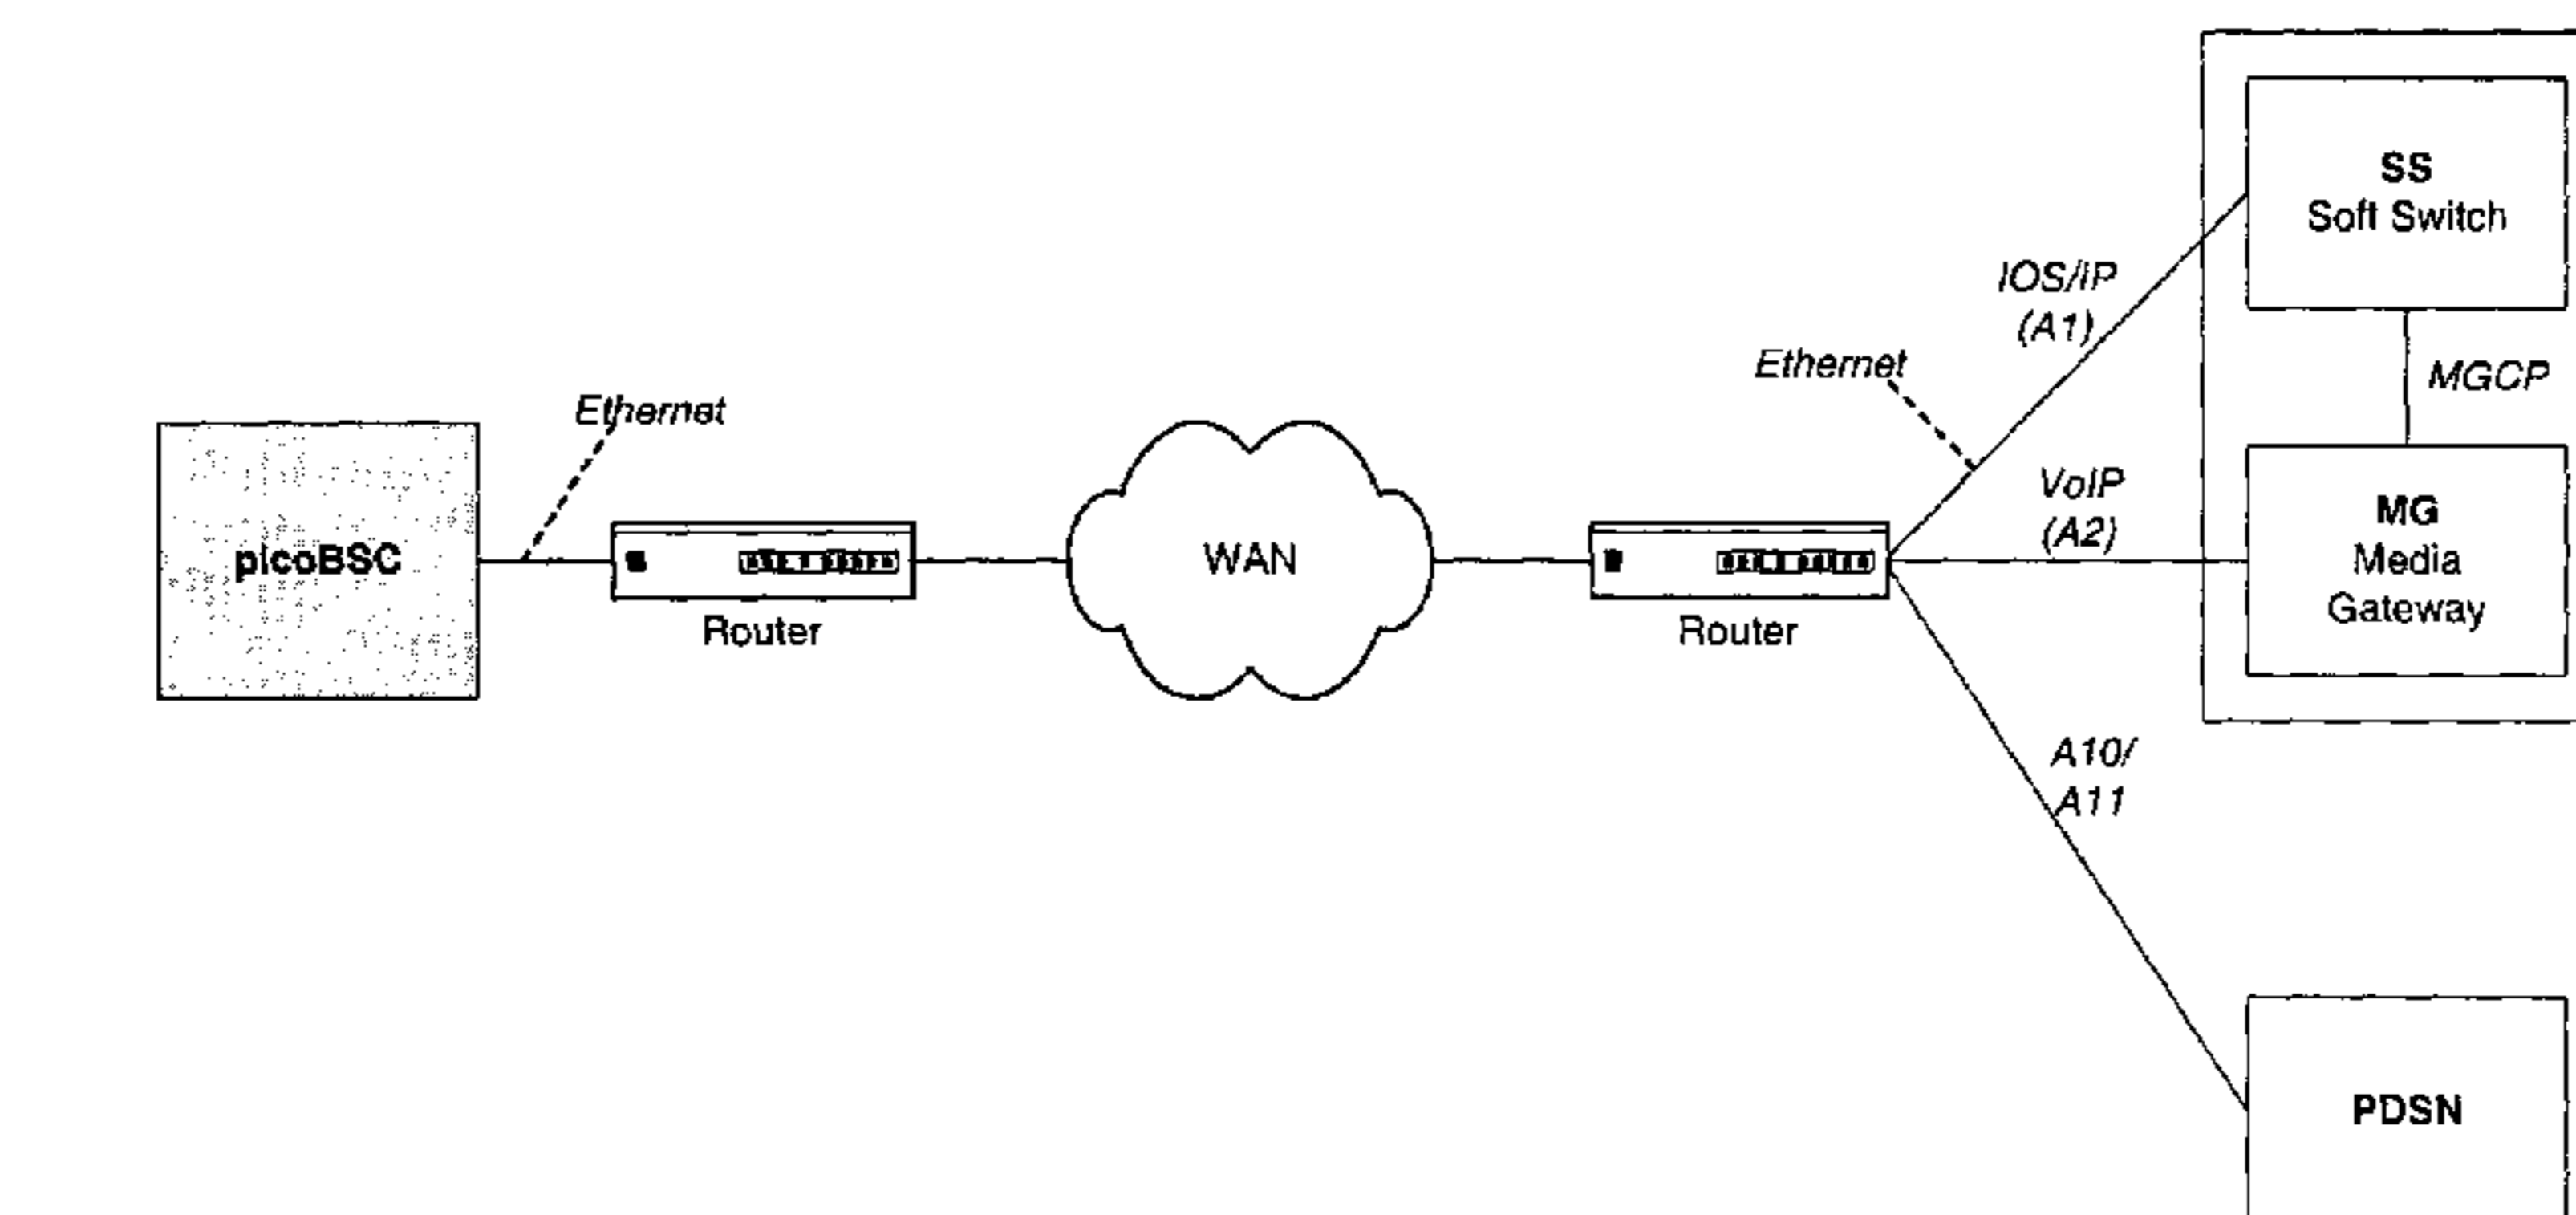 SS
Soft Switch
IOS/IP
(A1)
Ethernet
MGCP
Ethernet
VoIP
(A2)
MG
Media
Gateway
picoBSC
WAN
Router
Router
A10/
A11
PDSN